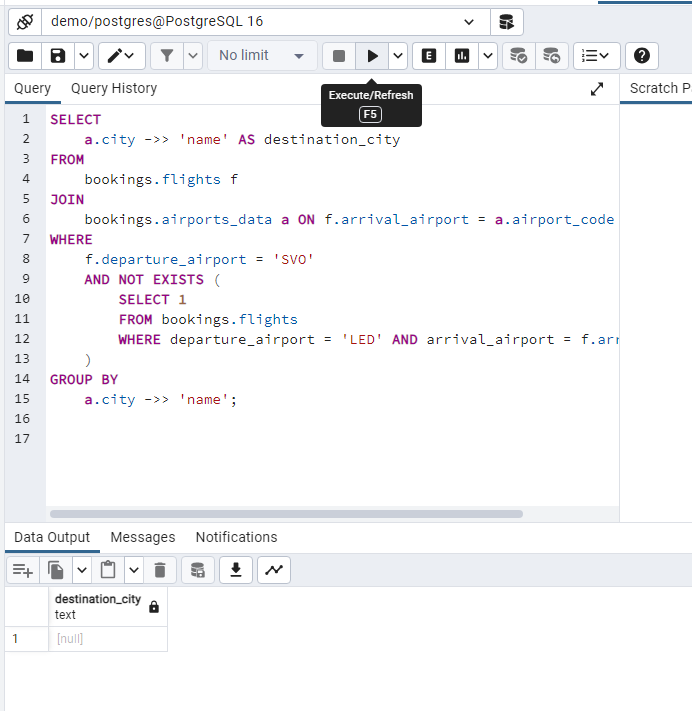 demo/postgres@PostgreSQL 16
No limit
E
Query
Query History
Scratch P
Execute/Refresh
F5
1 SELECT
2 a.city ->> 'name' AS destination_city
3 FROM
4 bookings.flights f
5 JOIN
6 bookings.airports_data a ON f.arrival_airport = a.airport_code
7 WHERE
8 f.departure_airport = 'SVO'
9 AND NOT EXISTS (
10 SELECT 1
11 FROM bookings.flights
12 WHERE departure_airport = 'LED' AND arrival_airport = f.arr
13 )
14 GROUP BY
15 a.city ->> 'name';
16
17
Data Output
Messages
Notifications
destination_city
text
1 [null]